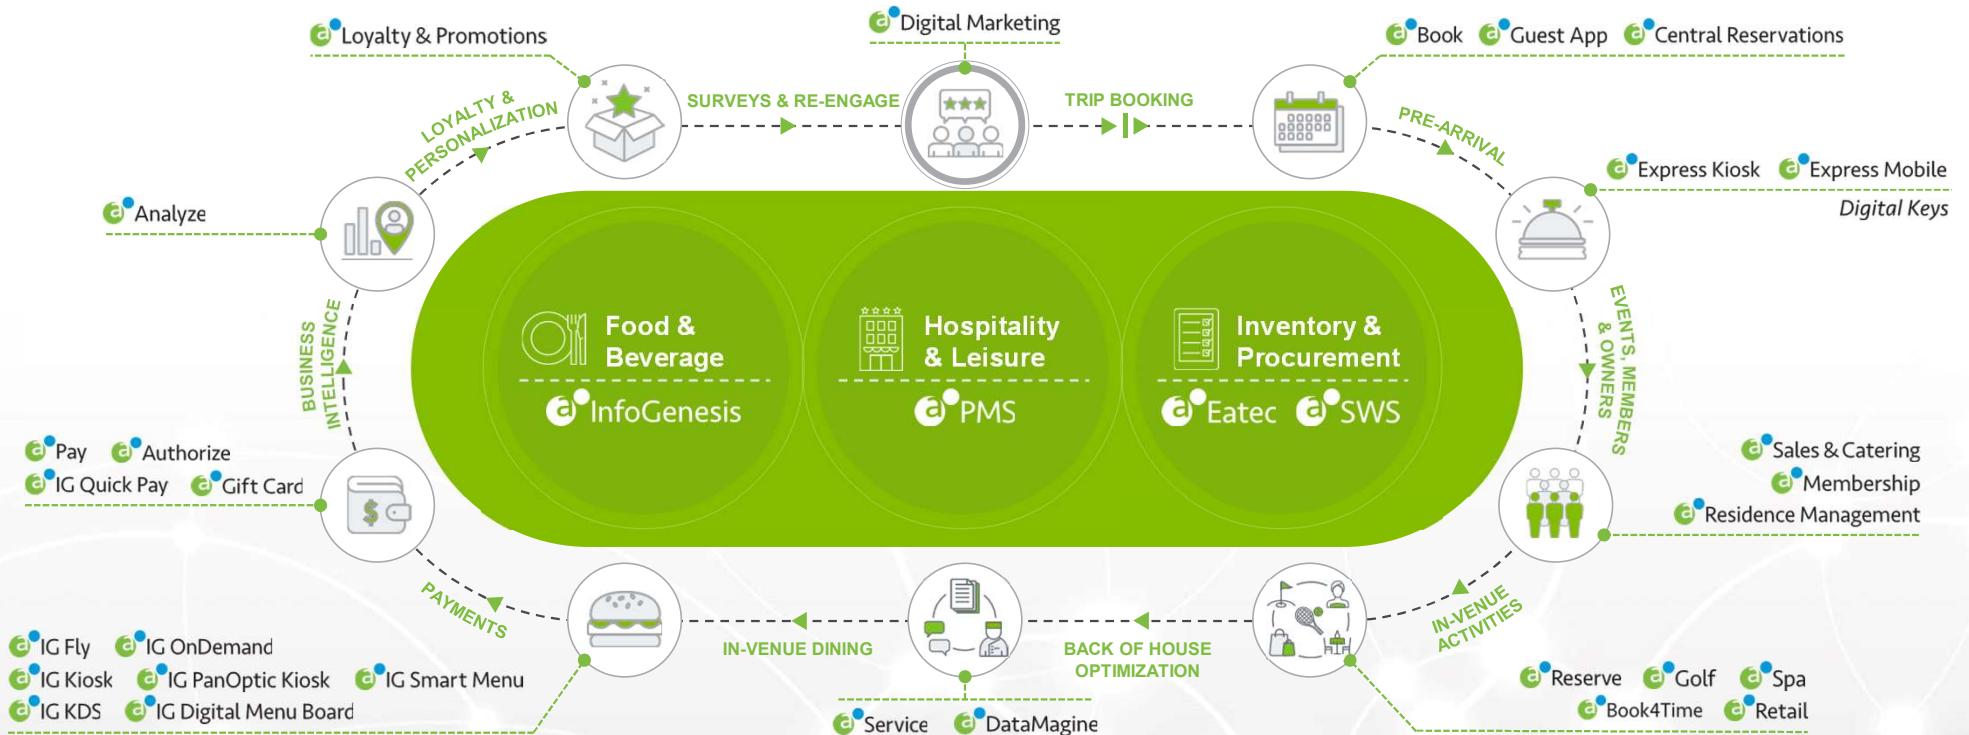 Loyalty & Promotions
Digital Marketing
Book Guest App Central Reservations
LOYALTY &
PERSONALIZATION
SURVEYS & RE-ENGAGE
TRIP BOOKING
PRE-ARRIVAL
Express Kiosk Express Mobile
Digital Keys
Analyze
BUSINESS
INTELLIGENCE
Food &
Beverage
a InfoGenesis
Hospitality
& Leisure
a PMS
Inventory &
Procurement
a Eatec a SWS
EVENTS, MEMBERS
& OWNERS
Pay Authorize
IG Quick Pay Gift Card
Sales & Catering
Membership
Residence Management
PAYMENTS
IN-VENUE DINING
BACK OF HOUSE
OPTIMIZATION
IN-VENUE
ACTIVITIES
IG Fly IG OnDemand
IG Kiosk IG PanOptic Kiosk IG Smart Menu
IG KDS IG Digital Menu Board
Service DataMagine
Reserve Golf Spa
Book4Time Retail